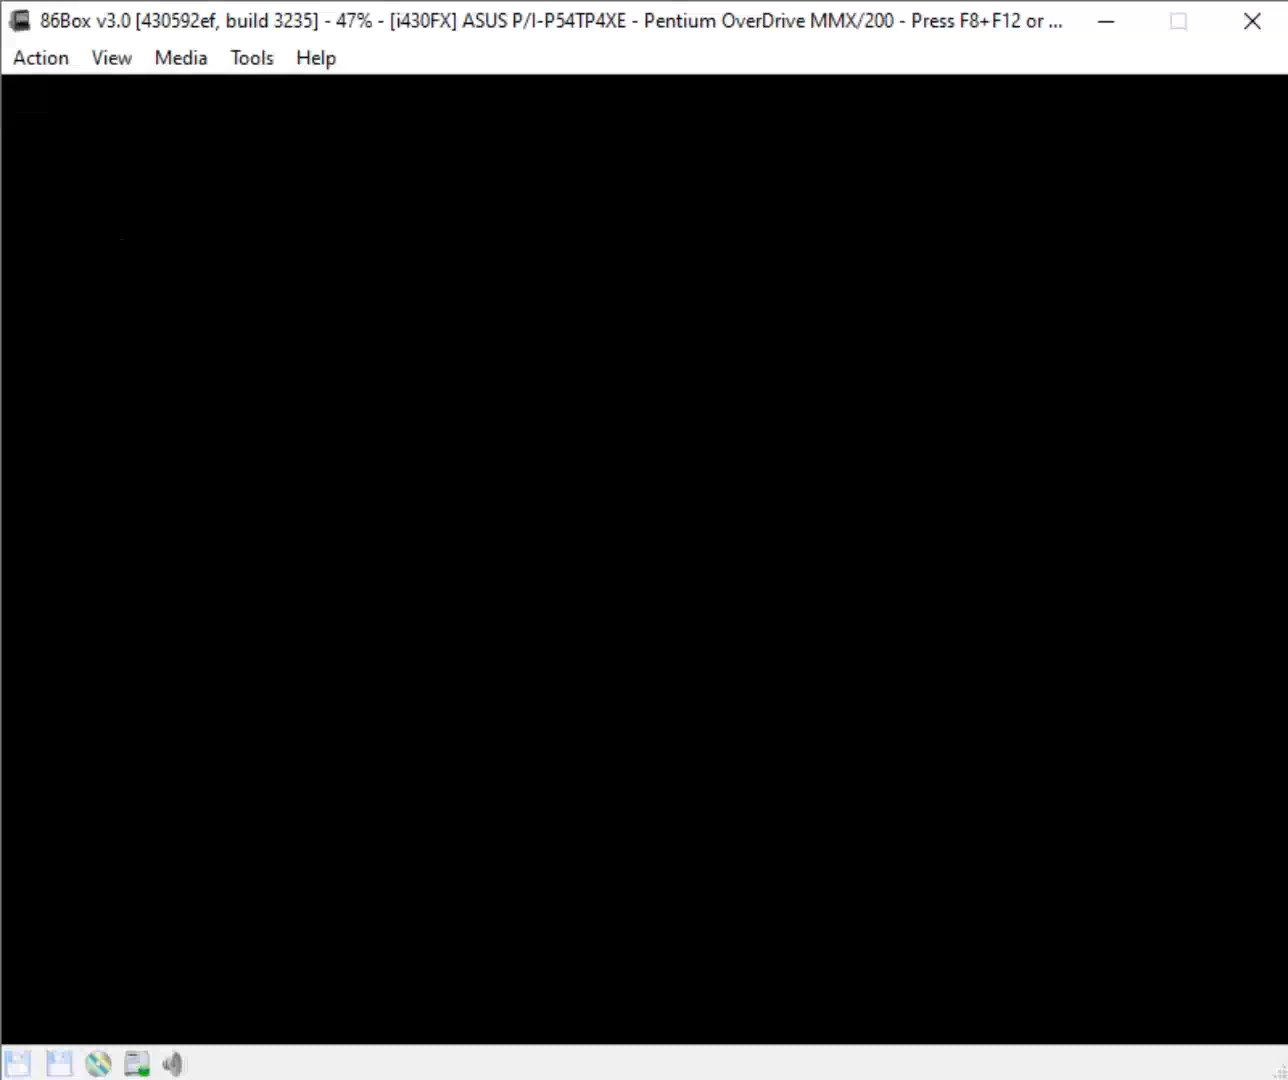 86Box v3.0 [430592ef, build 3235] - 47% - [i430FX] ASUS P/I-P54TP4XE - Pentium OverDrive MMX/200 - Press F8+F12 or ...
Action View Media Tools Help